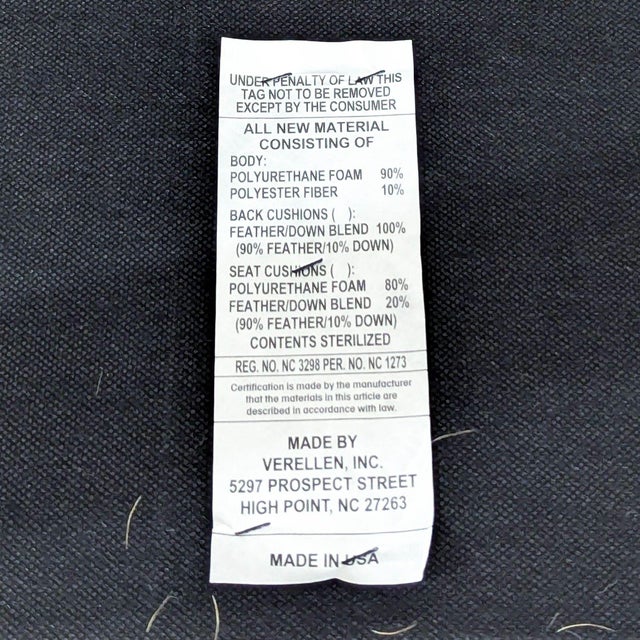 UNDER PENALTY OF LAW THIS
TAG NOT TO BE REMOVED
EXCEPT BY THE CONSUMER
ALL NEW MATERIAL
CONSISTING OF
BODY:
POLYURETHANE FOAM 90%
POLYESTER FIBER 10%
BACK CUSHIONS ( ):
FEATHER/DOWN BLEND 100%
(90% FEATHER/10% DOWN)
SEAT CUSHIONS ( ):
POLYURETHANE FOAM 80%
FEATHER/DOWN BLEND 20%
(90% FEATHER/10% DOWN)
CONTENTS STERILIZED
REG. NO. NC 3298 PER. NO. NC 1273
Certification is made by the manufacturer
that the materials in this article are
described in accordance with law.
MADE BY
VERELLEN, INC.
5297 PROSPECT STREET
HIGH POINT, NC 27263
MADE IN USA